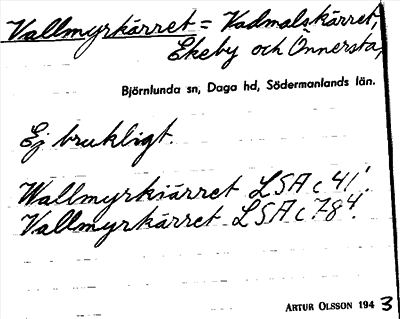 Vallmyrkärret = Vadmalskärret,
Ekeby och Önnersta,
Björnlunda sn, Daga hd, Södermanlands län.
Ej brukligt.
Wallmyrkiärret LSA c 41¹.
Vallmyrkärret LSA c 78⁴.
ARTUR OLSSON 1943